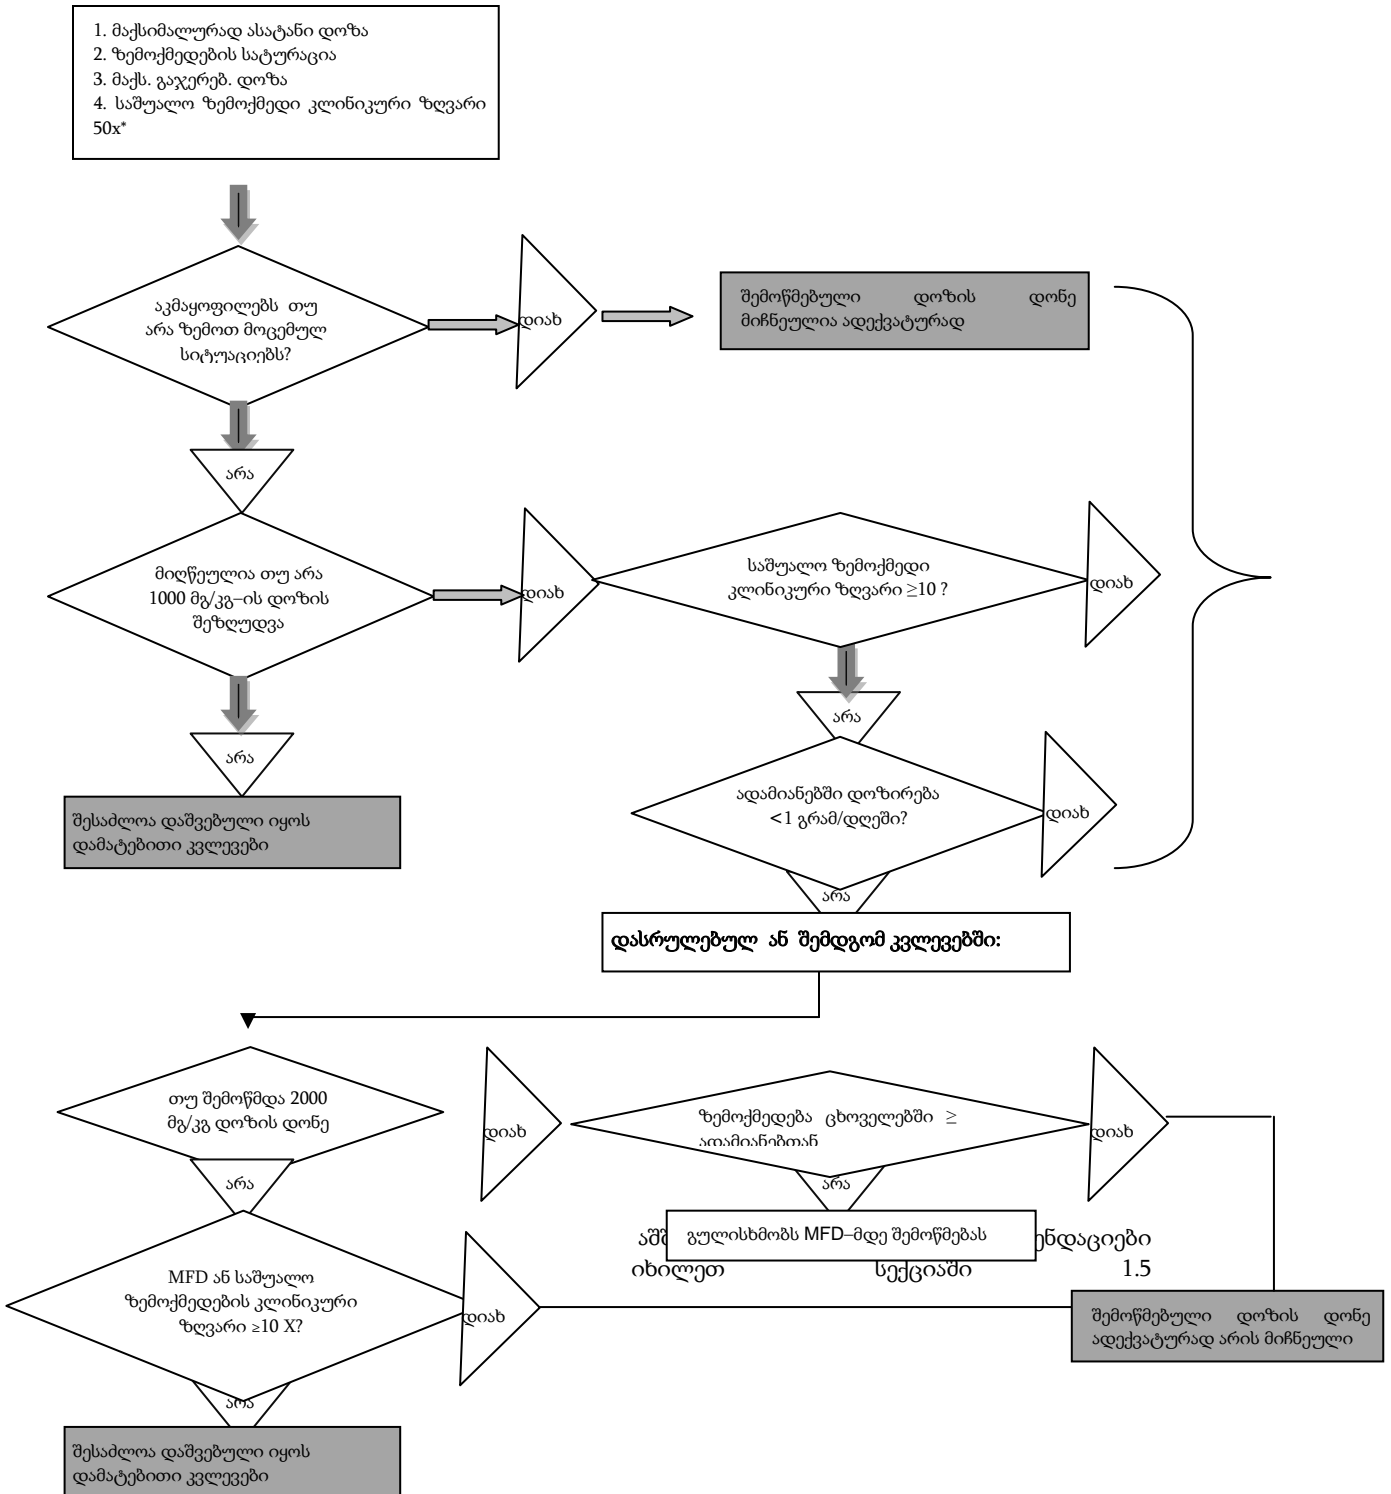 1. მაქსიმალურად ასატანი დოზა
2. ზემოქმედების სატურაცია
3. მაქს. გაჯერებ. დოზა
4. საშუალო ზემოქმედი კლინიკური ზღვარი
50x*
აკმაყოფილებს თუ
არა ზემოთ მოცემულ
სიტუაციებს?
დიახ
შემოწმებული დოზის დონე
მიჩნეულია ადექვატურად
არა
მიღწეულია თუ არა
1000 მგ/კგ–ის დოზის
შეზღუდვა
დიახ
საშუალო ზემოქმედი
კლინიკური ზღვარი ≥10 ?
დიახ
არა
არა
ადამიანებში დოზირება
<1 გრამ/დღეში?
დიახ
შესაძლოა დაშვებული იყოს
დამატებითი კვლევები
არა
დასრულებულ ან შემდგომ კვლევებში:
თუ შემოწმდა 2000
მგ/კგ დოზის დონე
დიახ
ზემოქმედება ცხოველებში ≥
ადამიანებთან
დიახ
არა
არა
გულისხმობს MFD–მდე შემოწმებას
აშშ ენდაციები
იხილეთ სექციაში 1.5
MFD ან საშუალო
ზემოქმედების კლინიკური
ზღვარი ≥10 X?
დიახ
შემოწმებული დოზის დონე
ადექვატურად არის მიჩნეული
არა
შესაძლოა დაშვებული იყოს
დამატებითი კვლევები